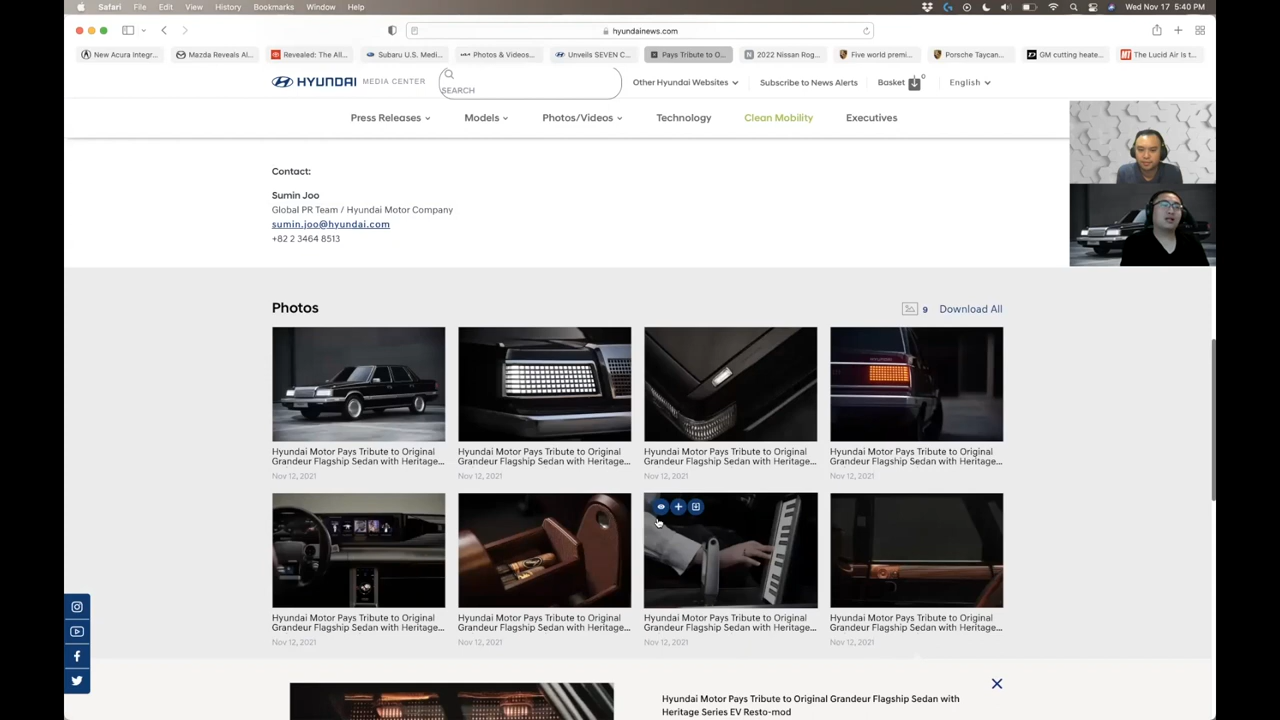 Safari File Edit View History Bookmarks Window Help
Wed Nov 17 5:40 PM
hyundainews.com
New Acura Integr...
Mazda Reveals Al...
Revealed: The All...
Subaru U.S. Medi...
Photos & Videos...
Unveils SEVEN C...
Pays Tribute to O...
2022 Nissan Rog...
Five world premi...
Porsche Taycan...
GM cutting heate...
The Lucid Air is t...
HYUNDAI MEDIA CENTER
SEARCH
Other Hyundai Websites
Subscribe to News Alerts
Basket 0
English
Press Releases Models Photos/Videos Technology Clean Mobility Executives
Contact:
Sumin Joo
Global PR Team / Hyundai Motor Company
sumin.joo@hyundai.com
+82 2 3464 8513
Photos
9 Download All
Hyundai Motor Pays Tribute to Original
Grandeur Flagship Sedan with Heritage...
Nov 12, 2021
Hyundai Motor Pays Tribute to Original
Grandeur Flagship Sedan with Heritage...
Nov 12, 2021
Hyundai Motor Pays Tribute to Original
Grandeur Flagship Sedan with Heritage...
Nov 12, 2021
Hyundai Motor Pays Tribute to Original
Grandeur Flagship Sedan with Heritage...
Nov 12, 2021
Hyundai Motor Pays Tribute to Original
Grandeur Flagship Sedan with Heritage...
Nov 12, 2021
Hyundai Motor Pays Tribute to Original
Grandeur Flagship Sedan with Heritage...
Nov 12, 2021
Hyundai Motor Pays Tribute to Original
Grandeur Flagship Sedan with Heritage...
Nov 12, 2021
Hyundai Motor Pays Tribute to Original
Grandeur Flagship Sedan with Heritage...
Nov 12, 2021
Hyundai Motor Pays Tribute to Original Grandeur Flagship Sedan with
Heritage Series EV Resto-mod